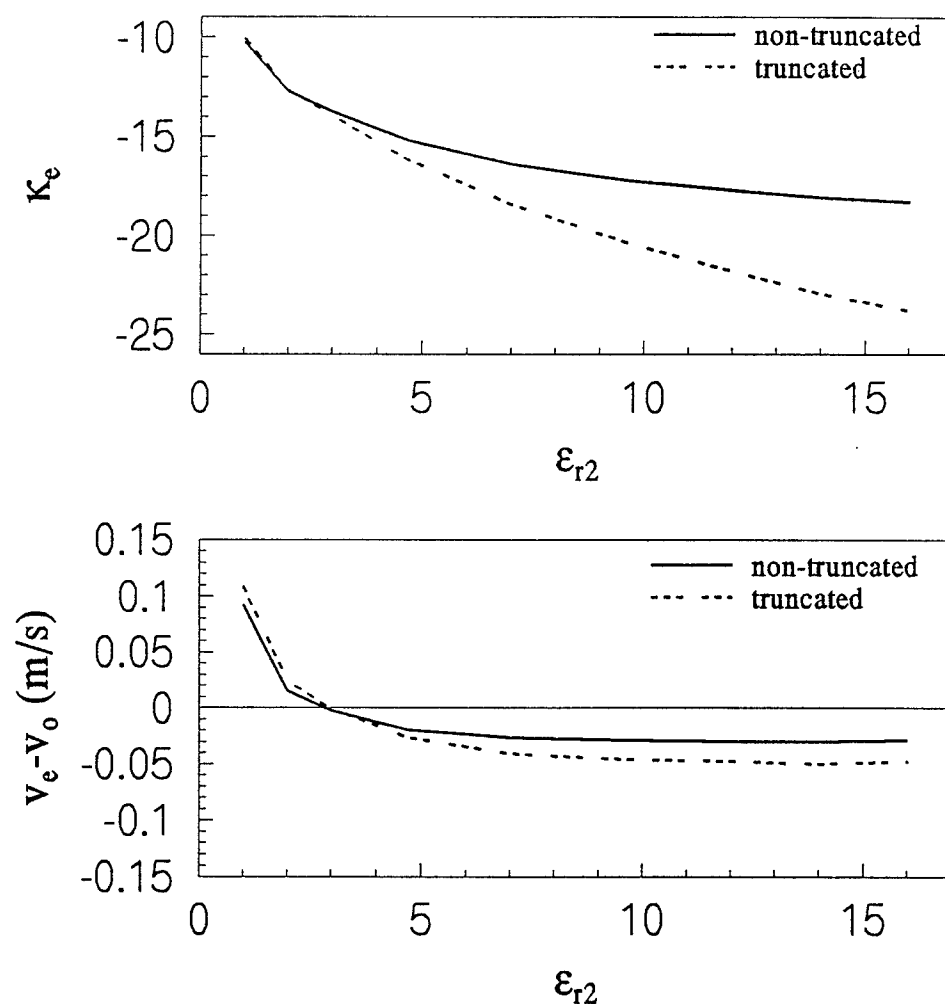 non-truncated
truncated
-10
-15
-20
-25
κe
0 5 10 15
εr2
non-truncated
truncated
0.15
0.1
0.05
0
-0.05
-0.1
-0.15
ve-vo (m/s)
0 5 10 15
εr2